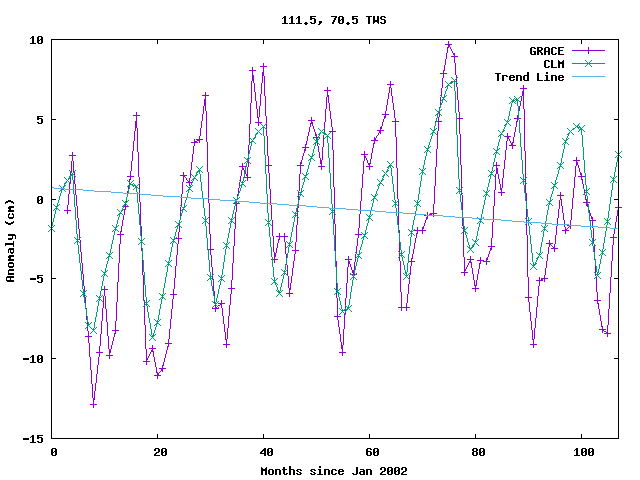 111.5, 70.5 TWS
GRACE
CLM
Trend Line
10
5
0
-5
-10
-15
Anomaly (cm)
0 20 40 60 80 100
Months since Jan 2002